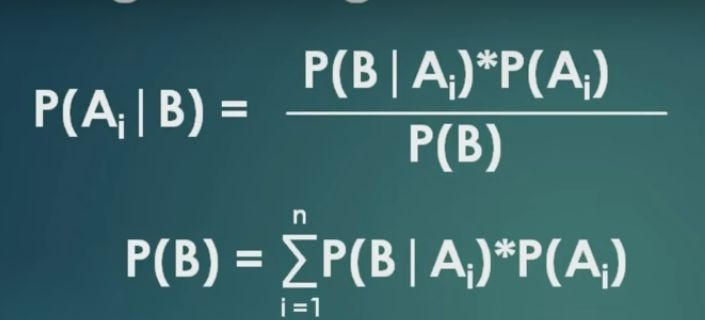 P(Aᵢ | B) = P(B | Aᵢ)*P(Aᵢ)
P(B)
n
P(B) = ∑P(B | Aᵢ)*P(Aᵢ)
i=1